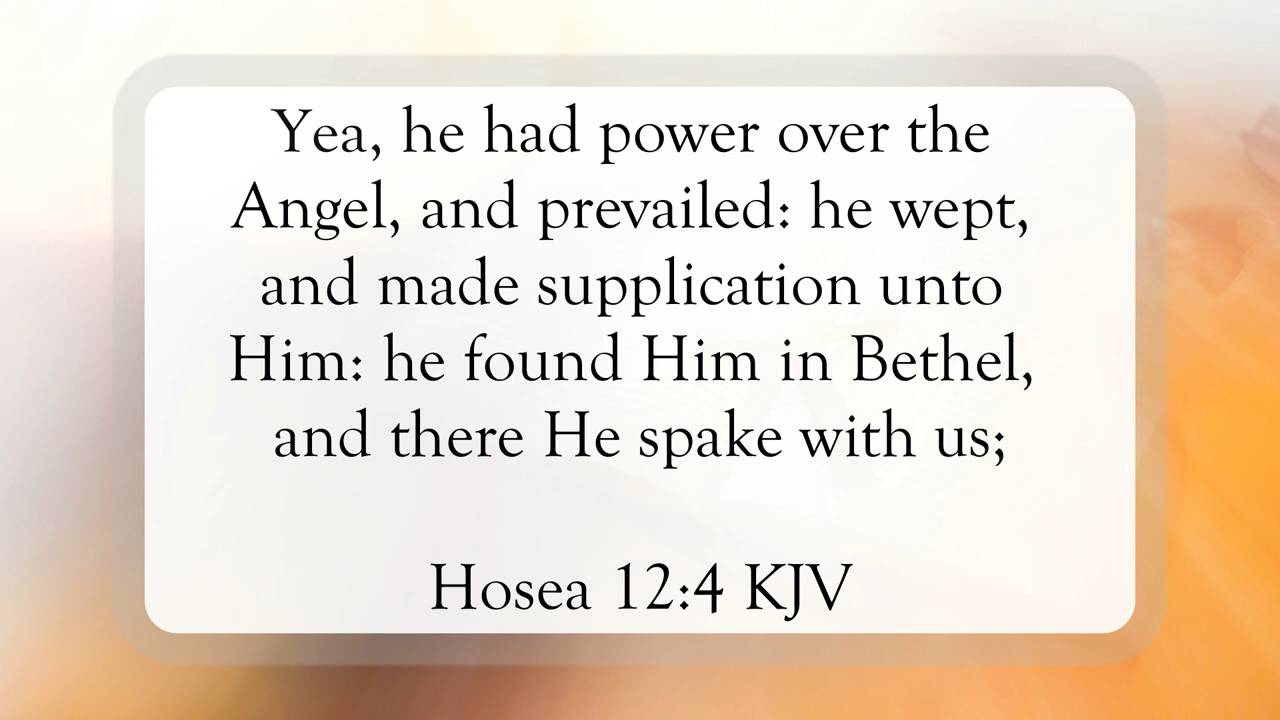 Yea, he had power over the
Angel, and prevailed: he wept,
and made supplication unto
Him: he found Him in Bethel,
and there He spake with us;
Hosea 12:4 KJV